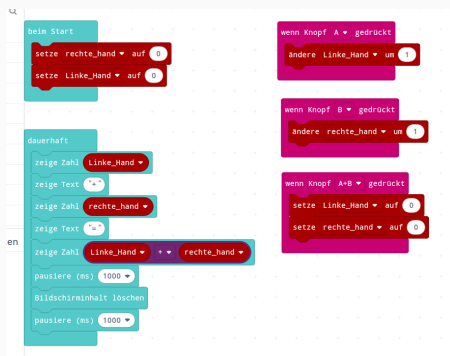 beim Start
setze rechte_hand auf 0
setze Linke_Hand auf 0
dauerhaft
zeige Zahl Linke_Hand
zeige Text "+"
zeige Zahl rechte_hand
zeige Text "="
zeige Zahl Linke_Hand + rechte_hand
pausiere (ms) 1000
Bildschirminhalt löschen
pausiere (ms) 1000
en
wenn Knopf A gedrückt
ändere Linke_Hand um 1
wenn Knopf B gedrückt
ändere rechte_hand um 1
wenn Knopf A+B gedrückt
setze Linke_Hand auf 0
setze rechte_hand auf 0